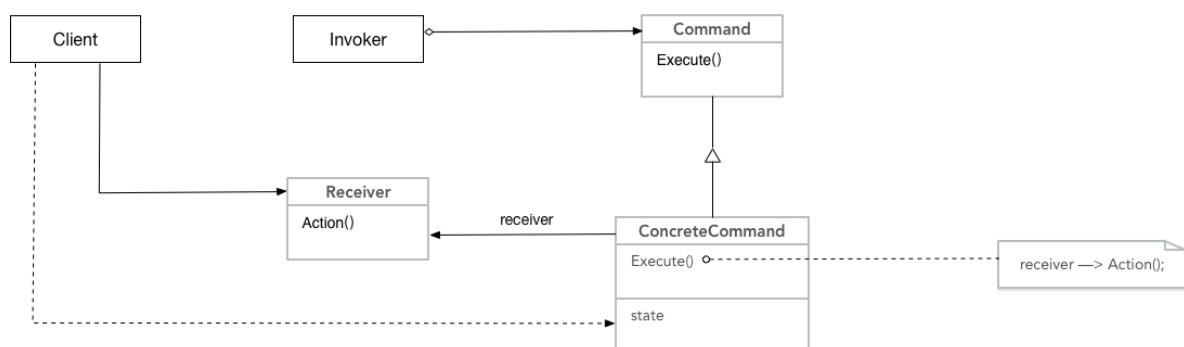 Client
Invoker
Command
Execute()
Receiver
Action()
receiver
ConcreteCommand
Execute()
receiver —> Action();
state